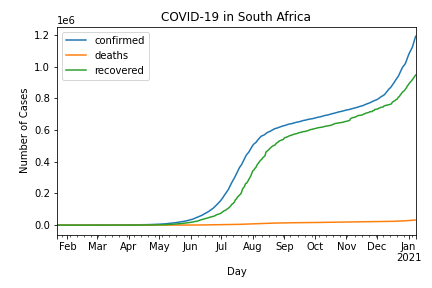 COVID-19 in South Africa
1e6
confirmed
deaths
recovered
1.2
1.0
0.8
0.6
0.4
0.2
0.0
Number of Cases
Feb Mar Apr May Jun Jul Aug Sep Oct Nov Dec Jan
2021
Day